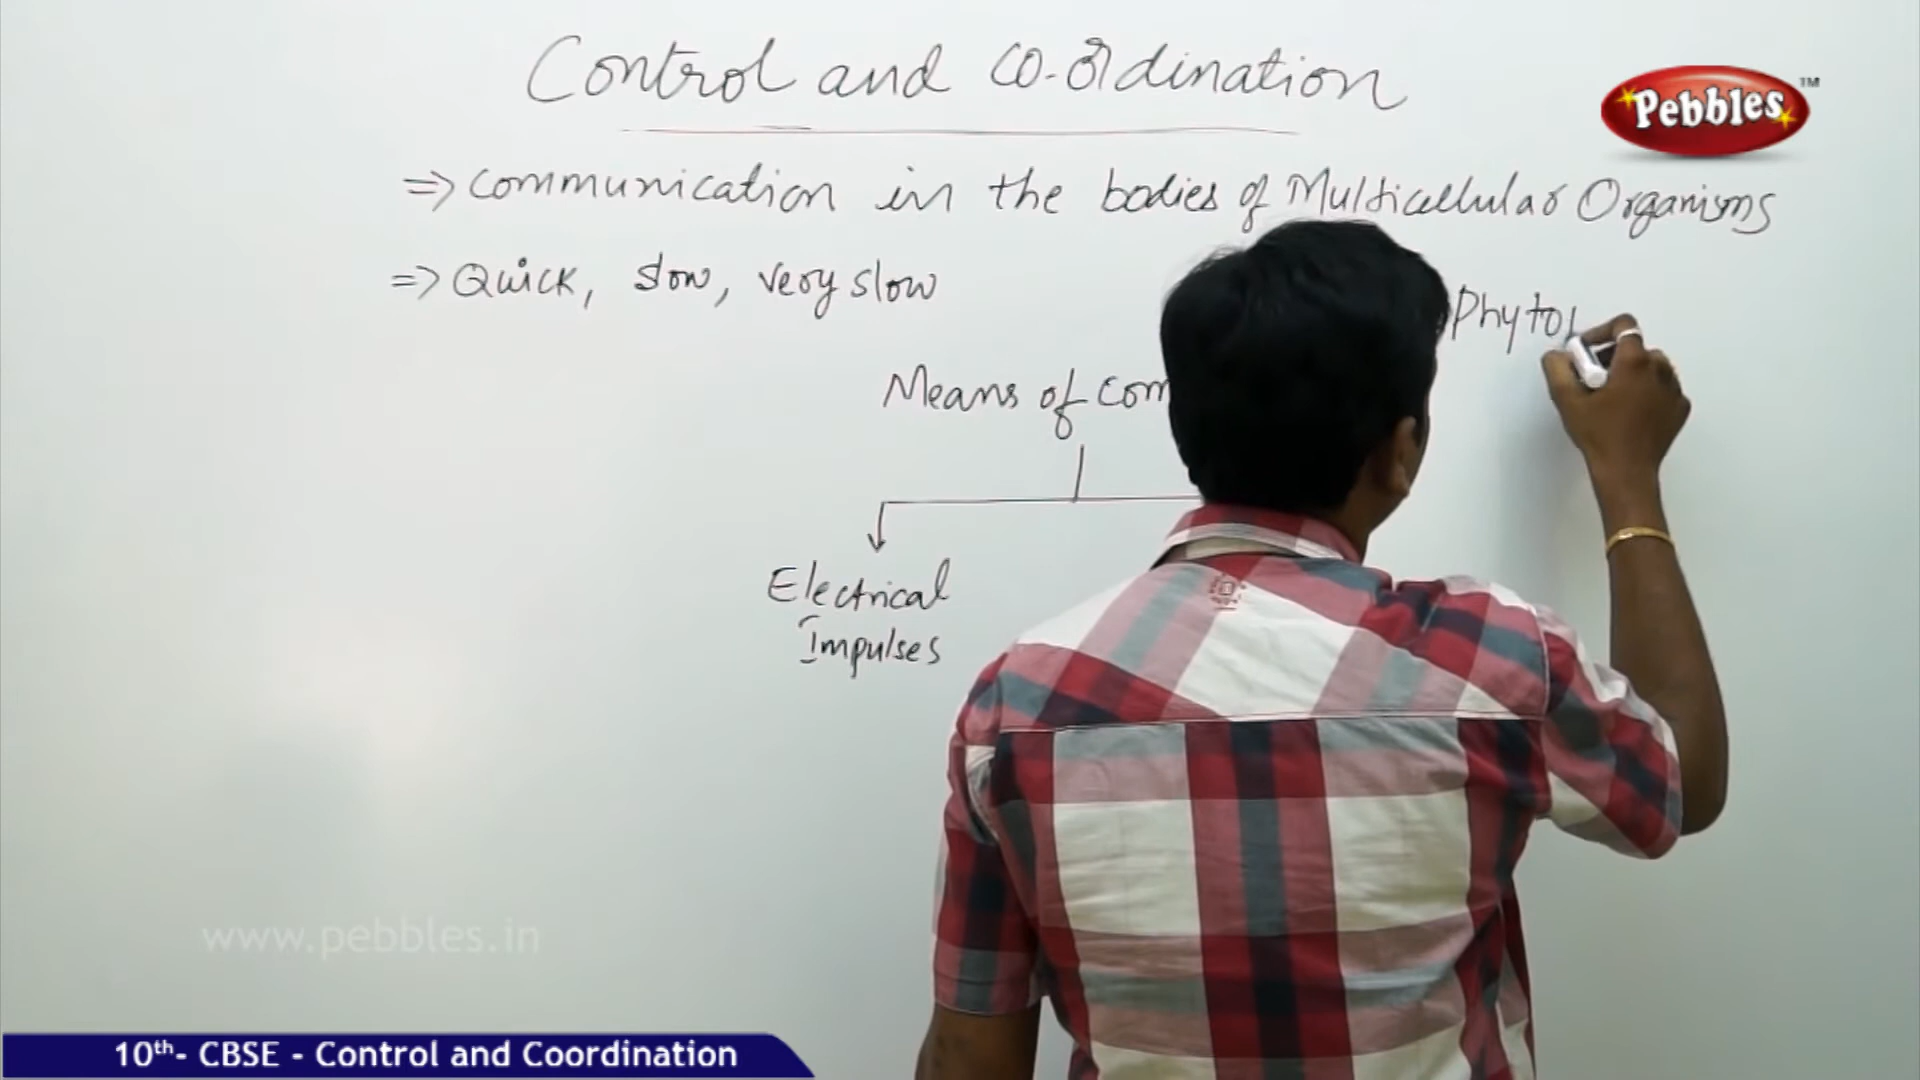 Control and CO-Ordination
Pebbles™
⇒ Communication in the bodies of Multicellular Organisms
⇒ Quick, slow, very slow
Phyto
Means of com
Electrical
Impulses
www.pebbles.in
10th- CBSE - Control and Coordination